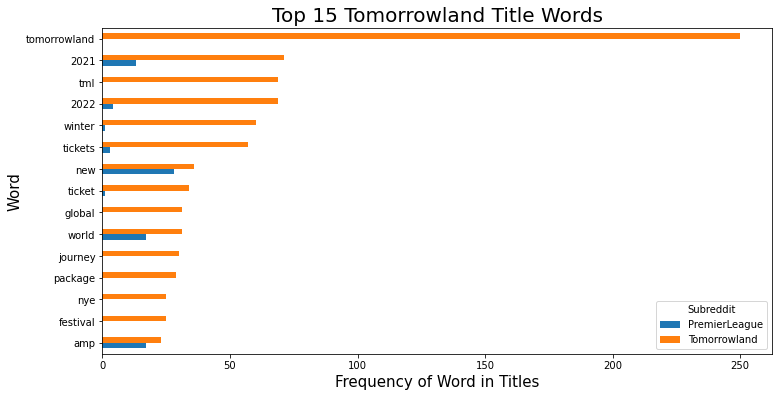 Top 15 Tomorrowland Title Words
Word
tomorrowland
2021
tml
2022
winter
tickets
new
ticket
global
world
journey
package
nye
festival
amp
0 50 100 150 200 250
Frequency of Word in Titles
Subreddit
PremierLeague
Tomorrowland